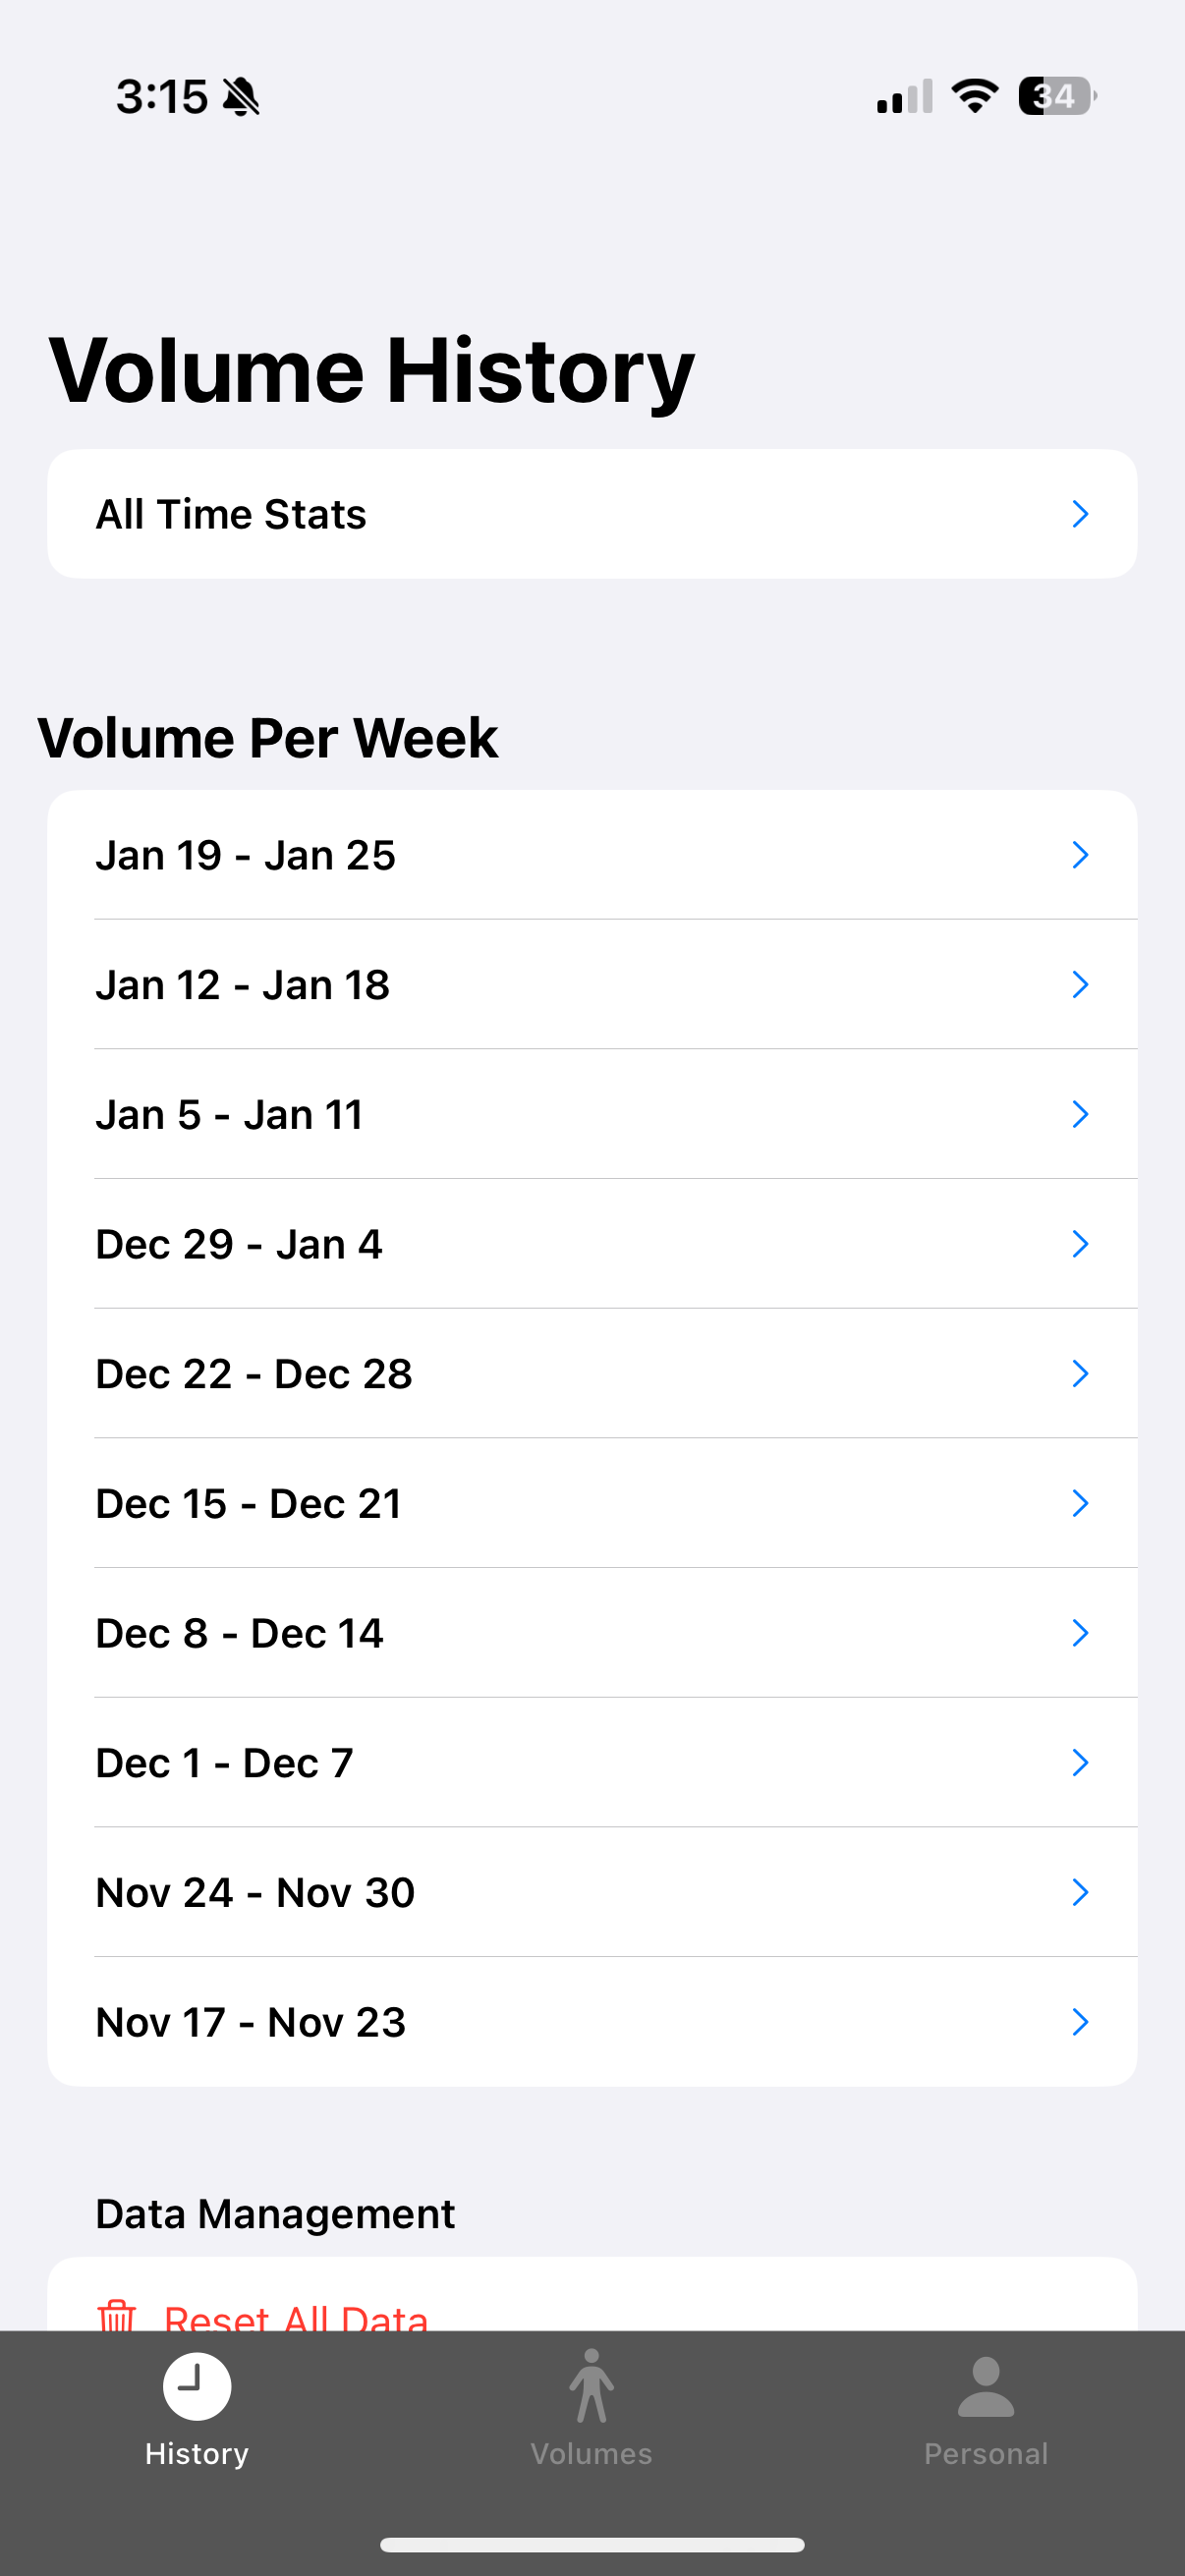 3:15
34
Volume History
All Time Stats
Volume Per Week
Jan 19 - Jan 25
Jan 12 - Jan 18
Jan 5 - Jan 11
Dec 29 - Jan 4
Dec 22 - Dec 28
Dec 15 - Dec 21
Dec 8 - Dec 14
Dec 1 - Dec 7
Nov 24 - Nov 30
Nov 17 - Nov 23
Data Management
Reset All Data
History
Volumes
Personal